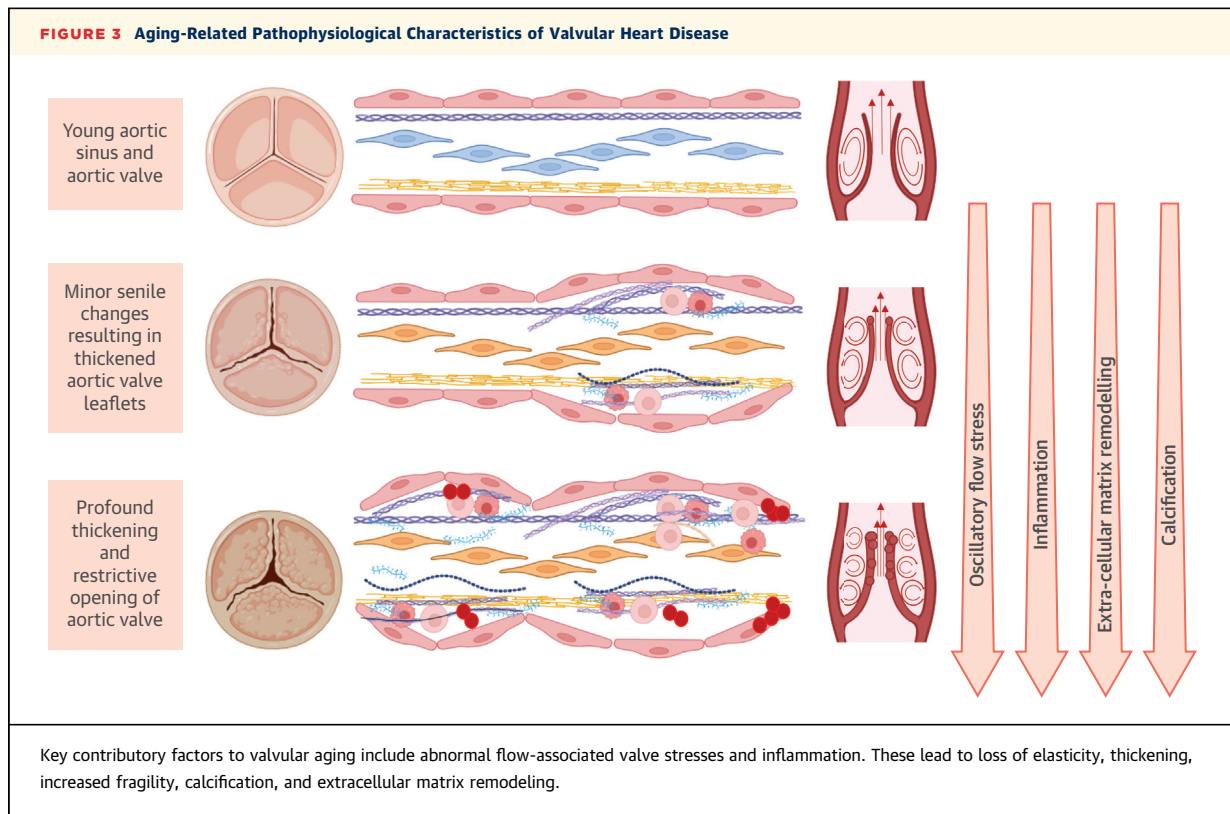 FIGURE 3 Aging-Related Pathophysiological Characteristics of Valvular Heart Disease
Young aortic
sinus and
aortic valve
Minor senile
changes
resulting in
thickened
aortic valve
leaflets
Profound
thickening
and
restrictive
opening of
aortic valve
Oscillatory flow stress
Inflammation
Extra-cellular matrix remodelling
Calcification
Key contributory factors to valvular aging include abnormal flow-associated valve stresses and inflammation. These lead to loss of elasticity, thickening,
increased fragility, calcification, and extracellular matrix remodeling.